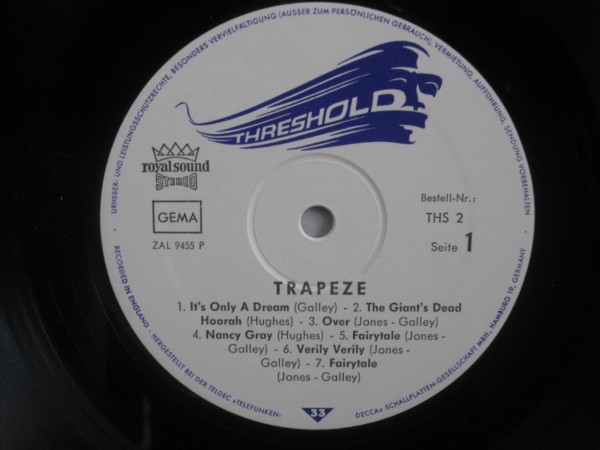 URHEBER- UND LEISTUNGSSCHUTZRECHTE, BESONDERS VERVIELFÄLTIGUNG (AUSSER ZUM PERSÖNLICHEN GEBRAUCH), VERMIETUNG, AUFFÜHRUNG, SENDUNG VORBEHALTEN
THRESHOLD
royalsound
STEREO
GEMA
ZAL 9455 P
Bestell-Nr.:
THS 2
Seite 1
TRAPEZE
1. It's Only A Dream (Galley) - 2. The Giant's Dead
Hoorah (Hughes) - 3. Over (Jones - Galley)
4. Nancy Gray (Hughes) - 5. Fairytale (Jones -
Galley) - 6. Verily Verily (Jones -
Galley) - 7. Fairytale
(Jones - Galley)
33
RECORDED IN ENGLAND - HERGESTELLT BEI DER TELDEC »TELEFUNKEN-
DECCA« SCHALLPLATTEN-GESELLSCHAFT MBH., HAMBURG 19, GERMANY